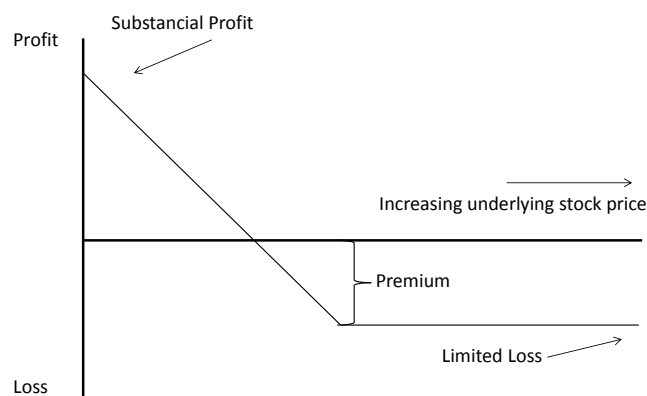 Substancial Profit
Profit
Increasing underlying stock price
Premium
Limited Loss
Loss